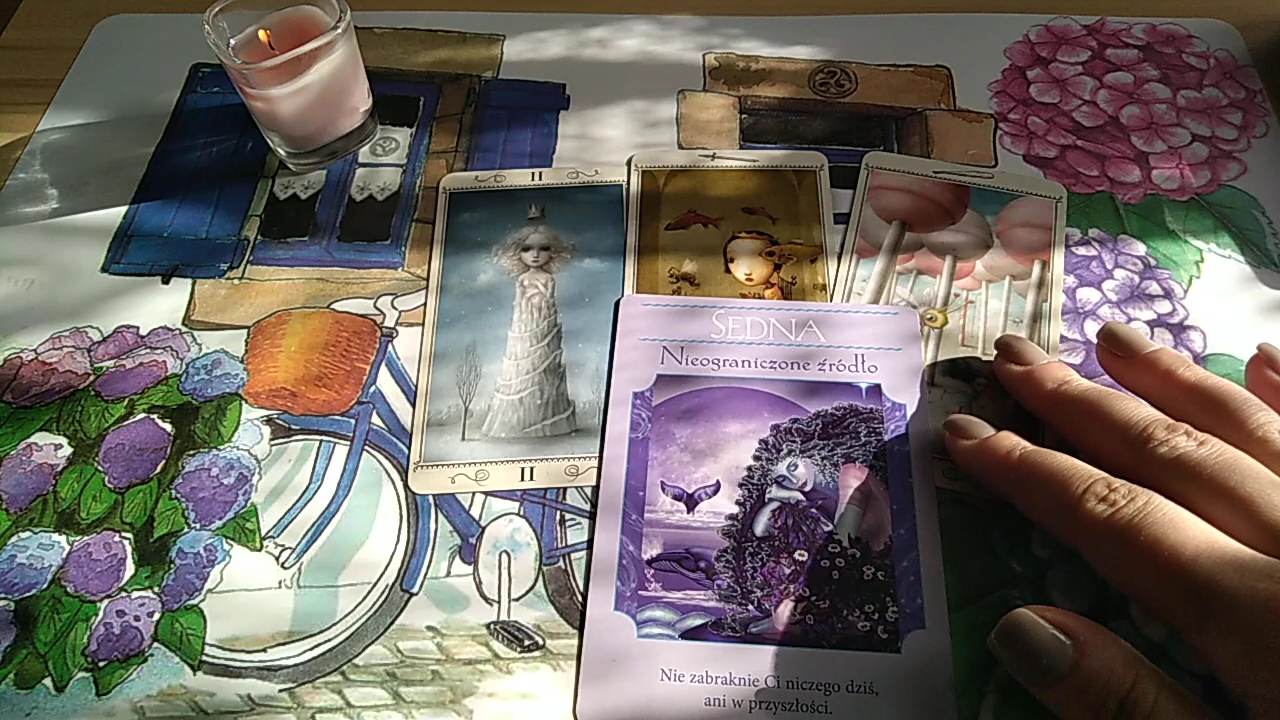 II
II
SEDNA
Nieograniczone źródło
Nie zabraknie Ci niczego dziś,
ani w przyszłości.